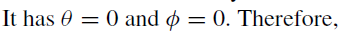 It has θ = 0 and ϕ = 0. Therefore,